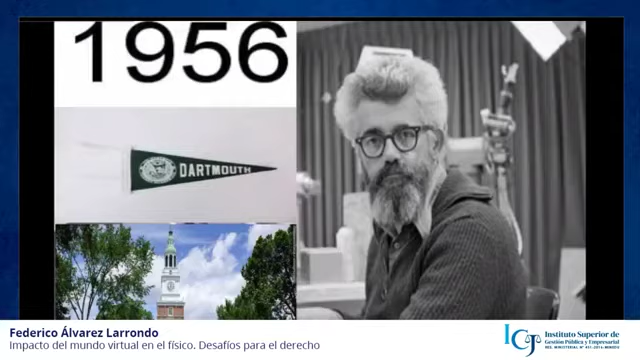 1956
DARTMOUTH
Federico Álvarez Larrondo
Impacto del mundo virtual en el físico. Desafíos para el derecho
ICJ
Instituto Superior de
Gestión Pública y Empresarial